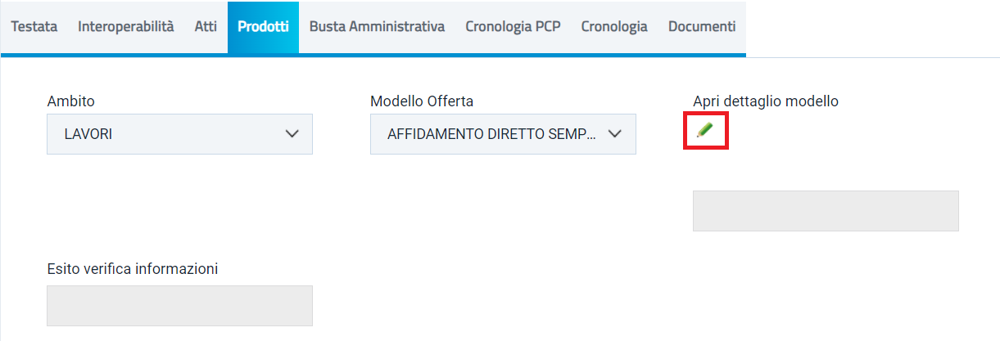 Testata Interoperabilità Atti Prodotti Busta Amministrativa Cronologia PCP Cronologia Documenti
Ambito Modello Offerta Apri dettaglio modello
LAVORI AFFIDAMENTO DIRETTO SEMP...
Esito verifica informazioni